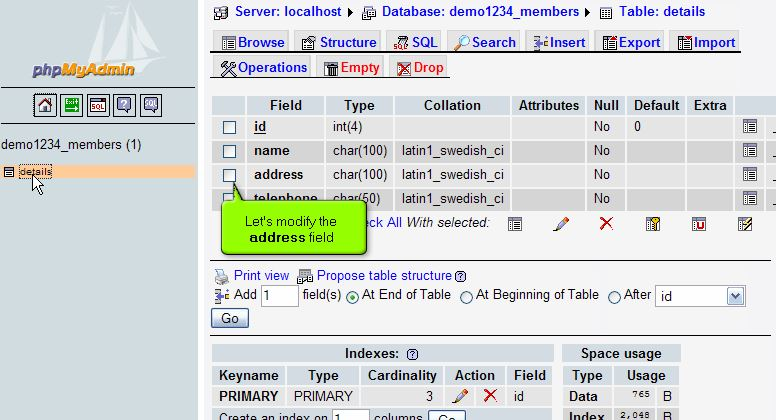 phpMyAdmin
demo1234_members (1)
details
Server: localhost Database: demo1234_members Table: details
Browse Structure SQL Search Insert Export Import
Operations Empty Drop
Field Type Collation Attributes Null Default Extra
id int(4) No 0
name char(100) latin1_swedish_ci No
address char(100) latin1_swedish_ci No
telephone char(50) latin1_swedish_ci No
eck All With selected:
Let's modify the
address field
Print view Propose table structure
Add 1 field(s) At End of Table At Beginning of Table After id
Go
Indexes: Space usage
Keyname Type Cardinality Action Field Type Usage
PRIMARY PRIMARY 3 id Data 765 B
Create an index on 1 columns Go Index 2,048 B